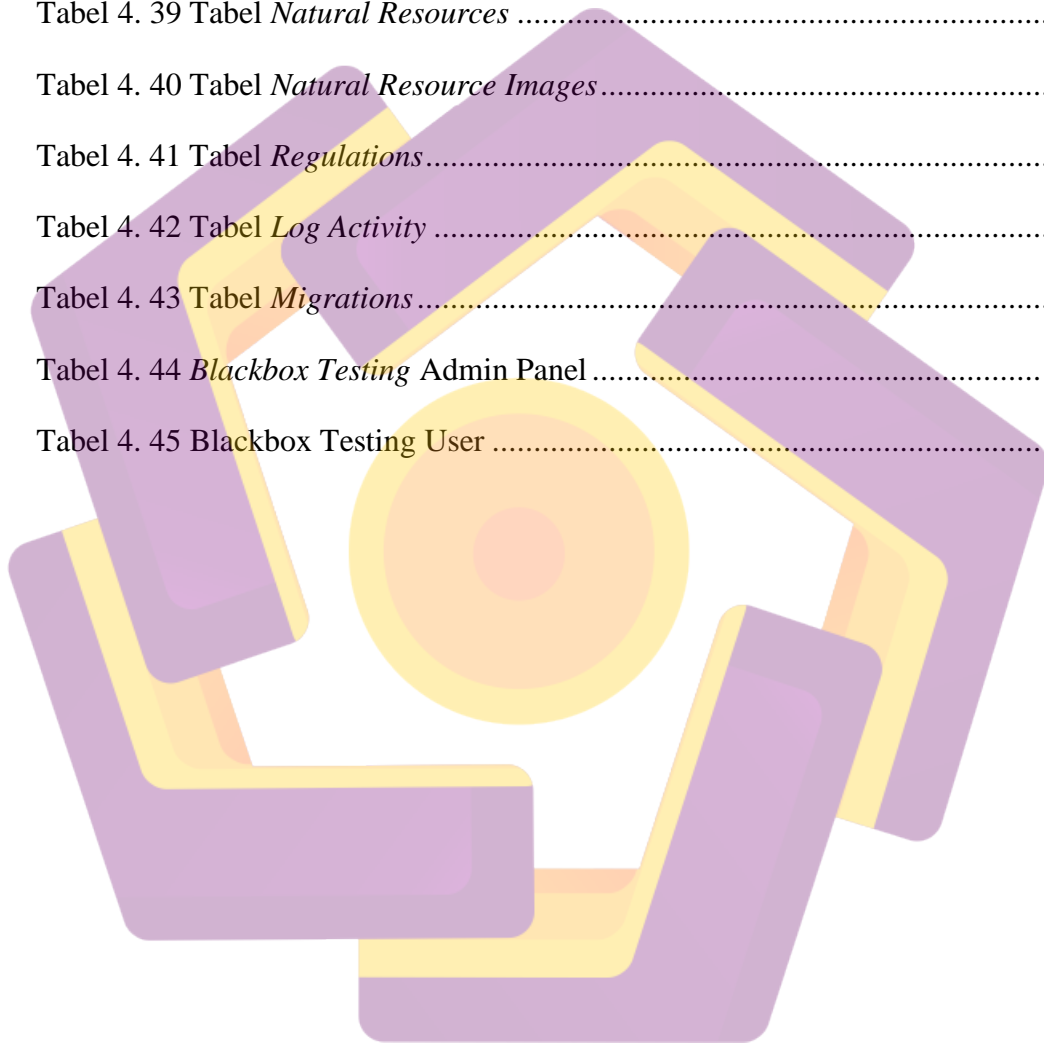 Tabel 4. 39 Tabel Natural Resources ................................................................
Tabel 4. 40 Tabel Natural Resource Images......................................................
Tabel 4. 41 Tabel Regulations...........................................................................
Tabel 4. 42 Tabel Log Activity ..........................................................................
Tabel 4. 43 Tabel Migrations............................................................................
Tabel 4. 44 Blackbox Testing Admin Panel .......................................................
Tabel 4. 45 Blackbox Testing User ...................................................................